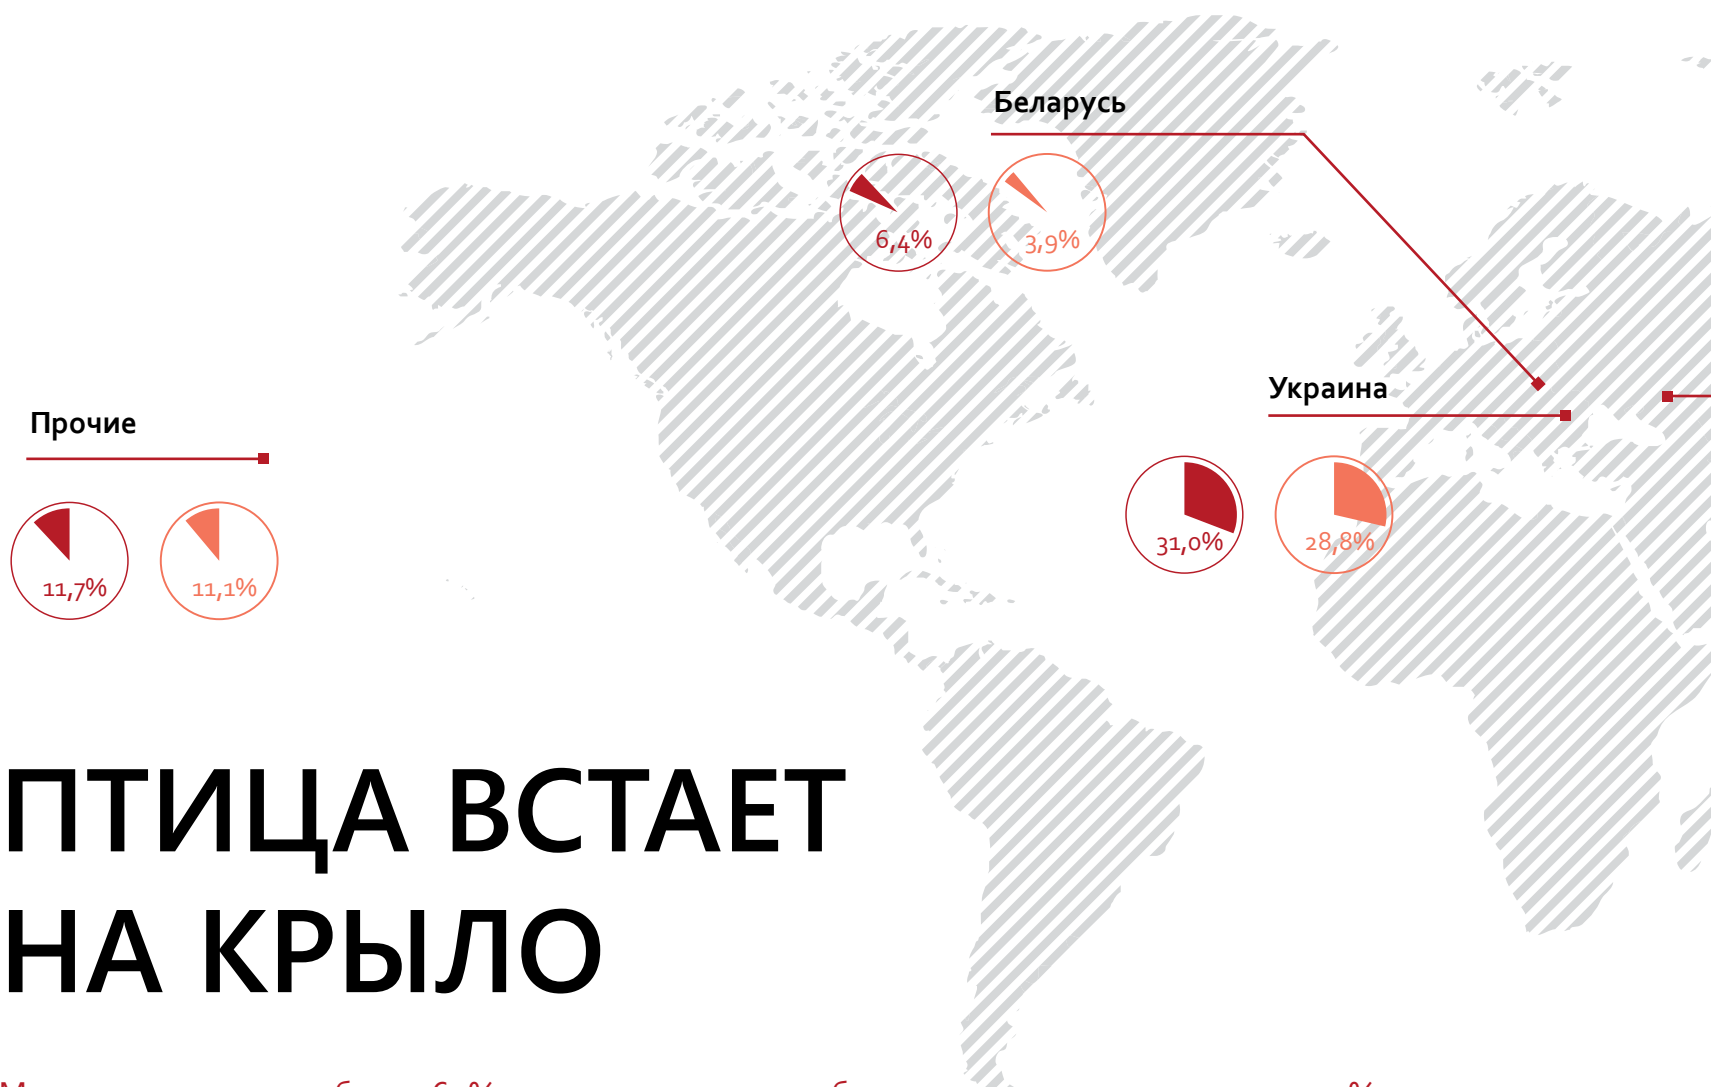 Беларусь
6,4% 3,9%
Украина
31,0% 28,8%
Прочие
11,7% 11,1%
ПТИЦА ВСТАЕТ
НА КРЫЛО